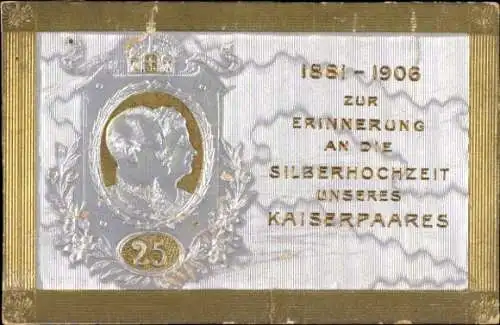 1881 - 1906
ZUR
ERINNERUNG
AN DIE
SILBERHOCHZEIT
UNSERES
KAISERPAARES
25